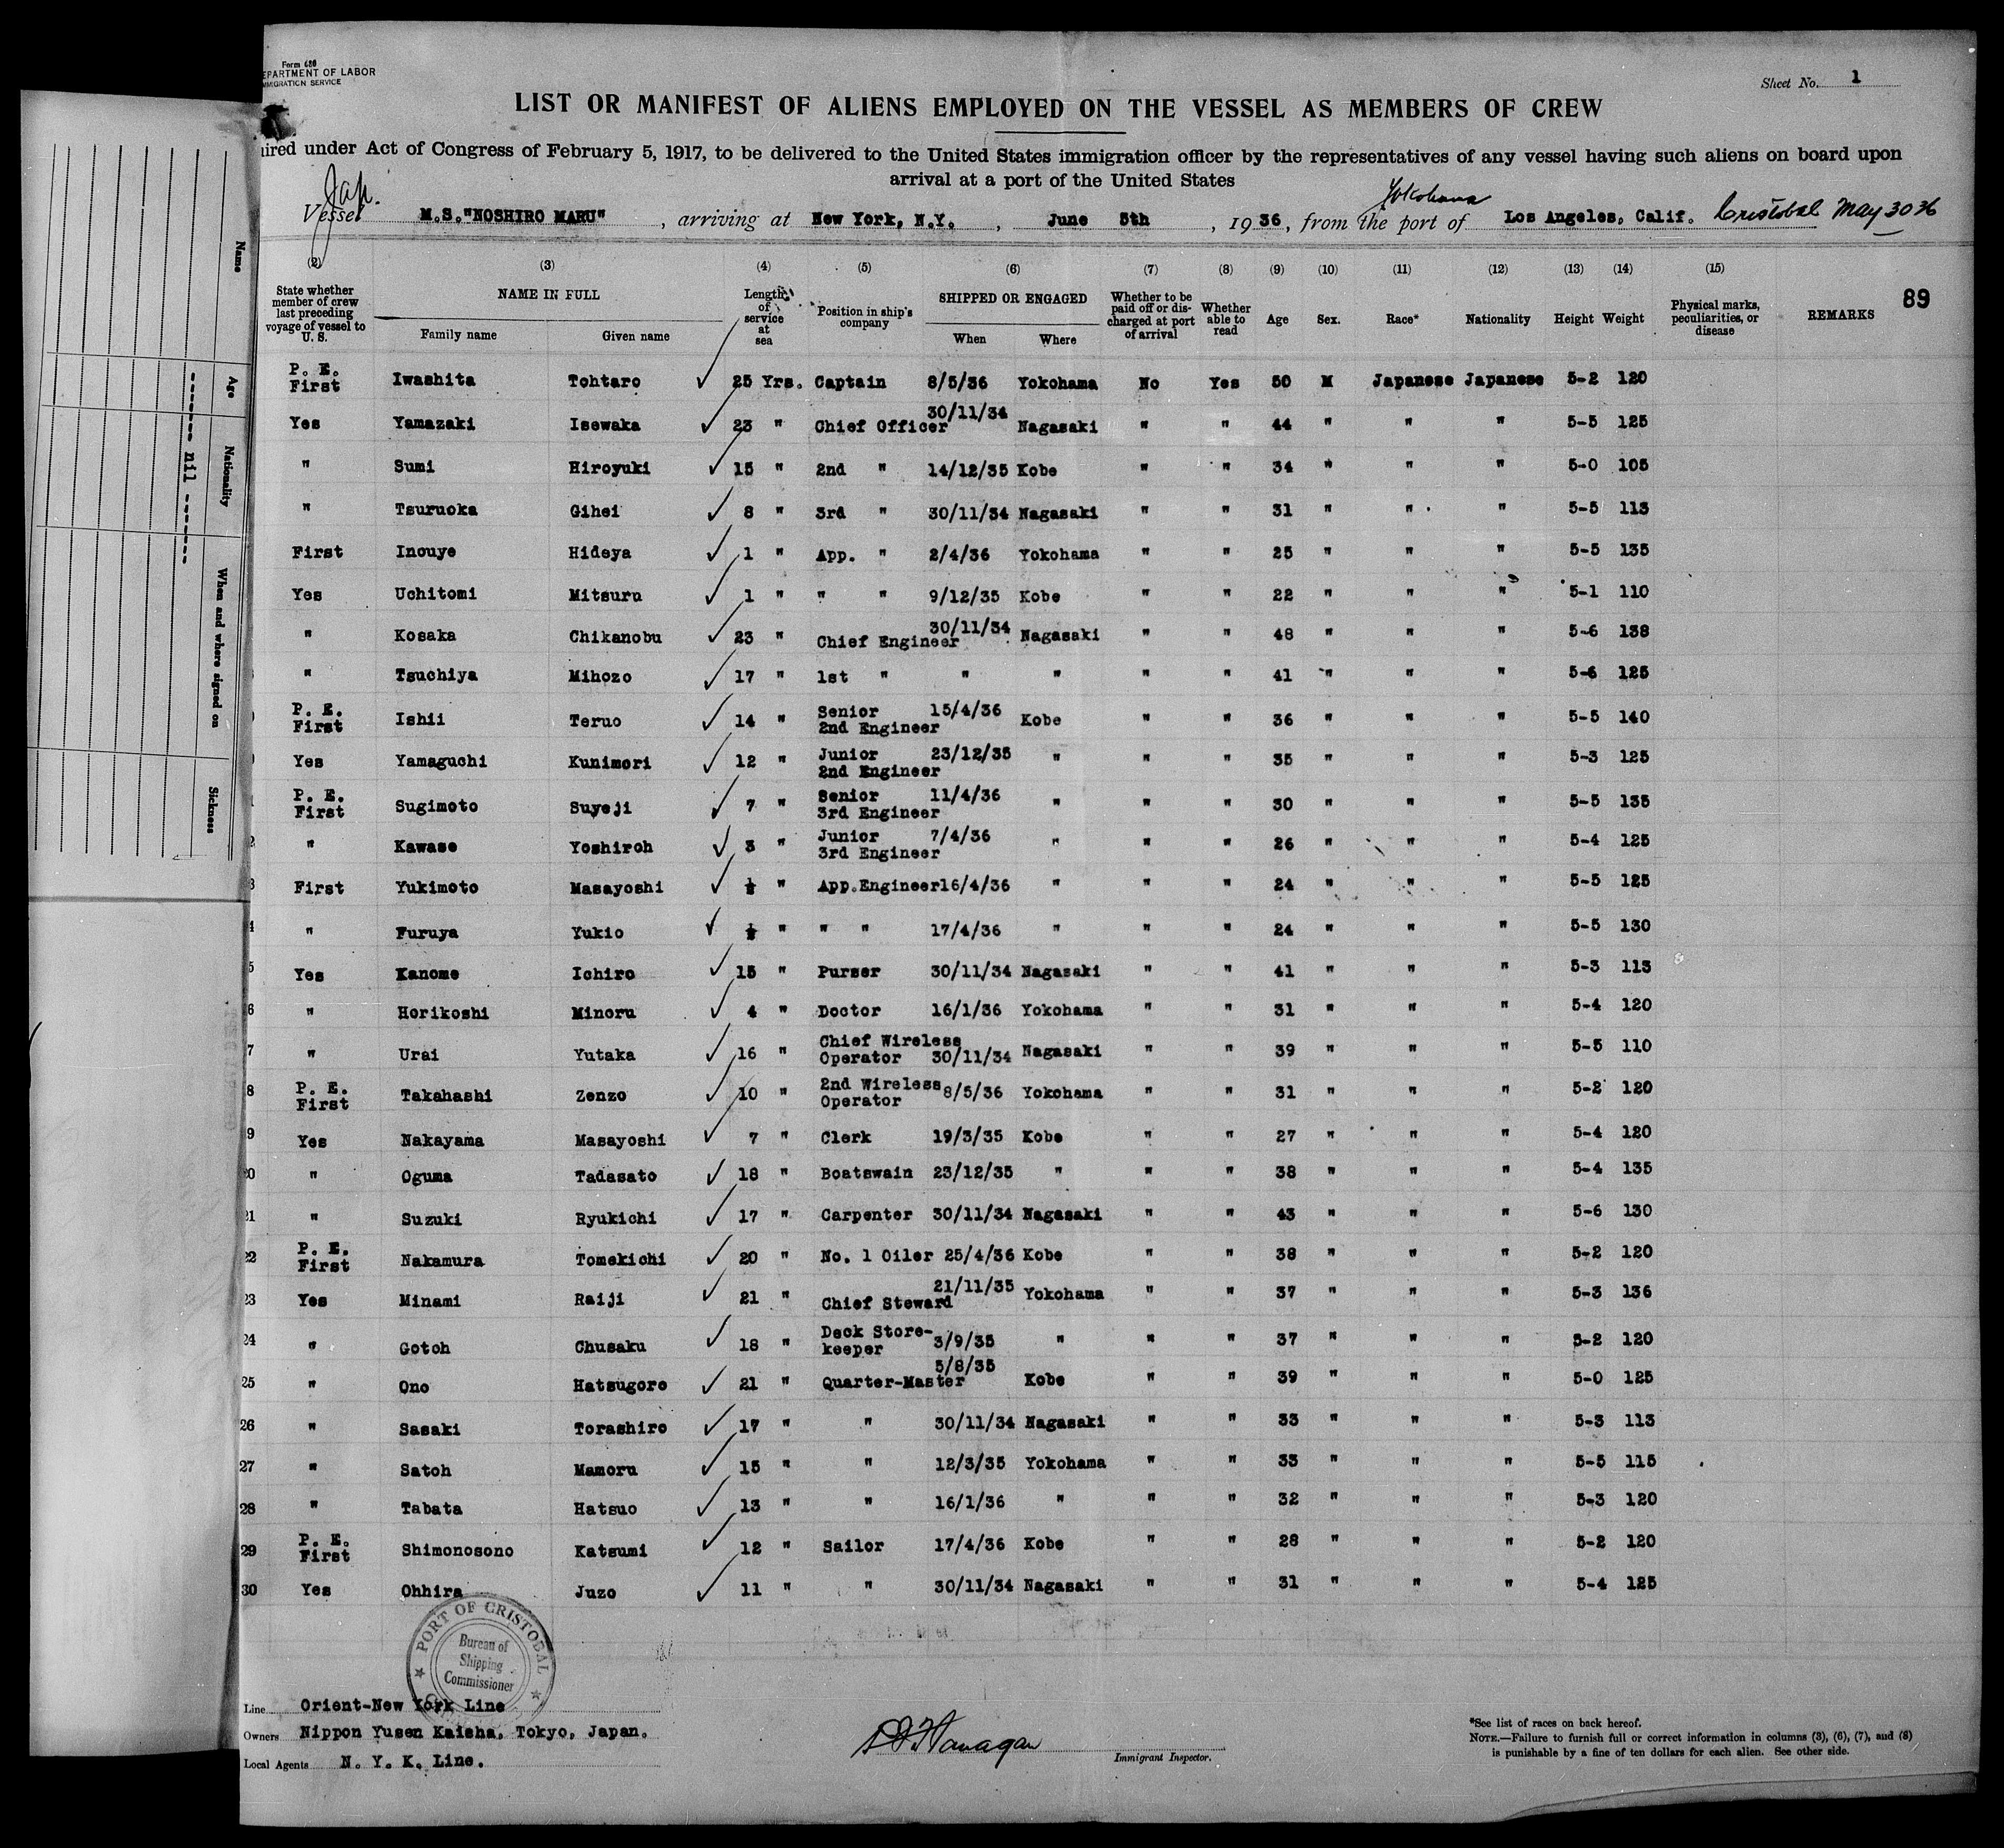 Form 680
DEPARTMENT OF LABOR
IMMIGRATION SERVICE
Sheet No. 1
LIST OR MANIFEST OF ALIENS EMPLOYED ON THE VESSEL AS MEMBERS OF CREW
uired under Act of Congress of February 5, 1917, to be delivered to the United States immigration officer by the representatives of any vessel having such aliens on board upon
arrival at a port of the United States
Jap.
Yokohama
Vessel M.S."NOSHIRO MARU", arriving at New York, N.Y., June 5th, 1936, from the port of Los Angeles, Calif. Cristobal May 30 36
Name Age Nationality When and where signed on Sickness
------- nil -------
(2) (3) (4) (5) (6) (7) (8) (9) (10) (11) (12) (13) (14) (15)
State whether member of crew last preceding voyage of vessel to U. S. NAME IN FULL Family name Given name Length of service at sea Position in ship's company SHIPPED OR ENGAGED When Where Whether to be paid off or discharged at port of arrival Whether able to read Age Sex. Race* Nationality Height Weight Physical marks, peculiarities, or disease REMARKS 89
P. E. First Iwashita Tohtaro ✓ 25 Yrs. Captain 8/5/36 Yokohama No Yes 50 M Japanese Japanese 5-2 120
Yes Yamazaki Isewaka ✓ 23 " Chief Officer 30/11/34 Nagasaki " " 44 " " " 5-5 125
" Sumi Hiroyuki ✓ 15 " 2nd " 14/12/35 Kobe " " 34 " " " 5-0 105
" Tsuruoka Gihei ✓ 8 " 3rd " 30/11/34 Nagasaki " " 31 " " " 5-5 113
First Inouye Hideya ✓ 1 " App. " 2/4/36 Yokohama " " 25 " " " 5-5 135
Yes Uchitomi Mitsuru ✓ 1 " " " 9/12/35 Kobe " " 22 " " " 5-1 110
" Kosaka Chikanobu ✓ 23 " Chief Engineer 30/11/34 Nagasaki " " 48 " " " 5-6 138
" Tsuchiya Mihozo ✓ 17 " 1st " " " " " 41 " " " 5-6 125
P. E. First Ishii Teruo ✓ 14 " Senior 2nd Engineer 15/4/36 Kobe " " 36 " " " 5-5 140
Yes Yamaguchi Kunimori ✓ 12 " Junior 2nd Engineer 23/12/35 " " " 35 " " " 5-3 125
P. E. First Sugimoto Suyeji ✓ 7 " Senior 3rd Engineer 11/4/36 " " " 30 " " " 5-5 135
" Kawase Yoshiroh ✓ 3 " Junior 3rd Engineer 7/4/36 " " " 26 " " " 5-4 125
First Yukimoto Masayoshi ✓ ½ " App.Engineer 16/4/36 " " " 24 " " " 5-5 125
" Furuya Yukio ✓ ½ " " " 17/4/36 " " " 24 " " " 5-5 130
Yes Kanome Ichiro ✓ 15 " Purser 30/11/34 Nagasaki " " 41 " " " 5-3 113
" Horikoshi Minoru ✓ 4 " Doctor 16/1/36 Yokohama " " 31 " " " 5-4 120
" Urai Yutaka ✓ 16 " Chief Wireless Operator 30/11/34 Nagasaki " " 39 " " " 5-5 110
P. E. First Takahashi Zenzo ✓ 10 " 2nd Wireless Operator 8/5/36 Yokohama " " 31 " " " 5-2 120
Yes Nakayama Masayoshi ✓ 7 " Clerk 19/3/35 Kobe " " 27 " " " 5-4 120
" Oguma Tadasato ✓ 18 " Boatswain 23/12/35 " " " 38 " " " 5-4 135
" Suzuki Ryukichi ✓ 17 " Carpenter 30/11/34 Nagasaki " " 43 " " " 5-6 130
22 P. E. First Nakamura Tomekichi ✓ 20 " No. 1 Oiler 25/4/36 Kobe " " 38 " " " 5-2 120
23 Yes Minami Raiji ✓ 21 " Chief Steward 21/11/35 Yokohama " " 37 " " " 5-3 136
24 " Gotoh Chusaku ✓ 18 " Deck Store-keeper 3/9/35 " " " 37 " " " 5-2 120
25 " Ono Hatsugoro ✓ 21 " Quarter-Master 5/8/35 Kobe " " 39 " " " 5-0 125
26 " Sasaki Torashiro ✓ 17 " " 30/11/34 Nagasaki " " 33 " " " 5-3 113
27 " Satoh Mamoru ✓ 15 " " 12/3/35 Yokohama " " 33 " " " 5-5 115
28 " Tabata Hatsuo ✓ 13 " " 16/1/36 " " " 32 " " " 5-3 120
29 P. E. First Shimonosono Katsumi ✓ 12 " Sailor 17/4/36 Kobe " " 28 " " " 5-2 120
30 Yes Ohhira Juzo ✓ 11 " " 30/11/34 Nagasaki " " 31 " " " 5-4 125
PORT OF CRISTOBAL
Bureau of
Shipping
Commissioner
Line Orient-New York Line
Owners Nippon Yusen Kaisha, Tokyo, Japan.
Local Agents N. Y. K. Line.
Immigrant Inspector.
*See list of races on back hereof.
NOTE.—Failure to furnish full or correct information in columns (3), (6), (7), and (8)
is punishable by a fine of ten dollars for each alien. See other side.